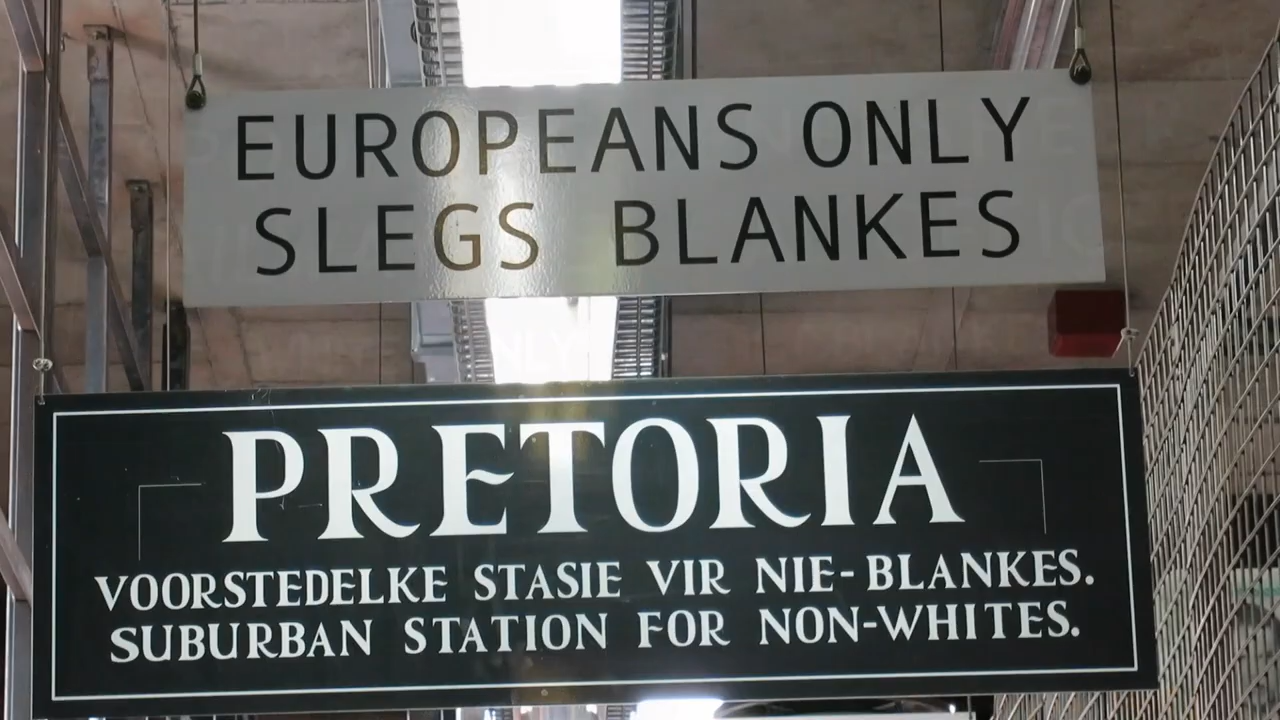 EUROPEANS ONLY
SLEGS BLANKES
PRETORIA
VOORSTEDELKE STASIE VIR NIE-BLANKES.
SUBURBAN STATION FOR NON-WHITES.